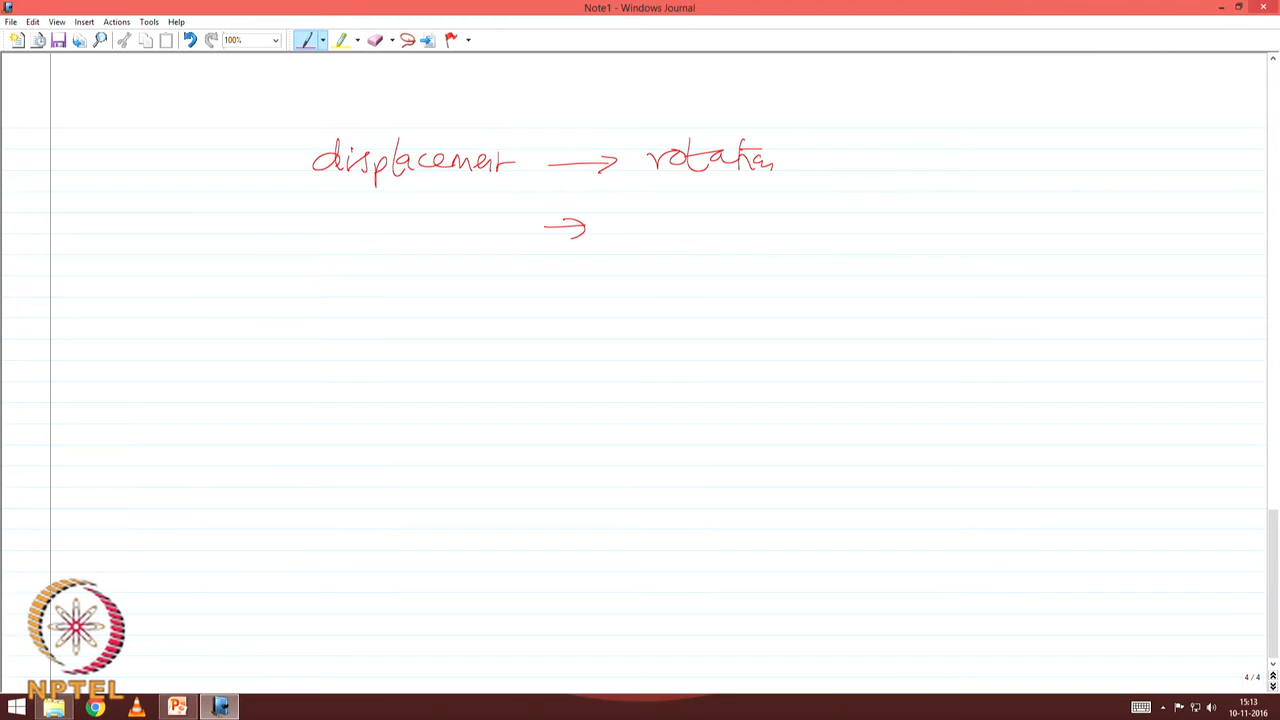 Note1 - Windows Journal
File Edit View Insert Actions Tools Help
100%
displacement → rotation
→
4 / 4
NPTEL
15:13
10-11-2016